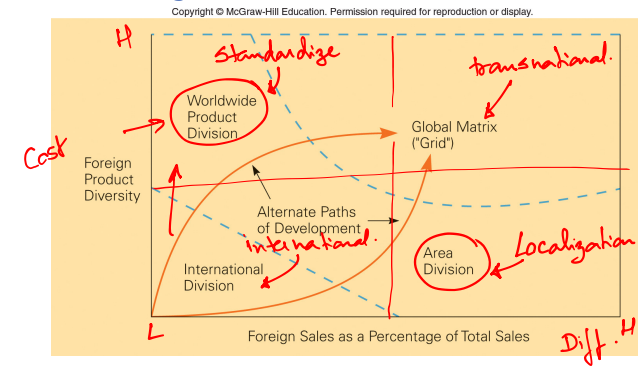 Copyright © McGraw-Hill Education. Permission required for reproduction or display.
H
standardize
transnational.
Worldwide
Product
Division
Global Matrix
("Grid")
Cost
Foreign
Product
Diversity
Alternate Paths
of Development
international.
Localization
International
Division
Area
Division
L
Foreign Sales as a Percentage of Total Sales
Diff.
H